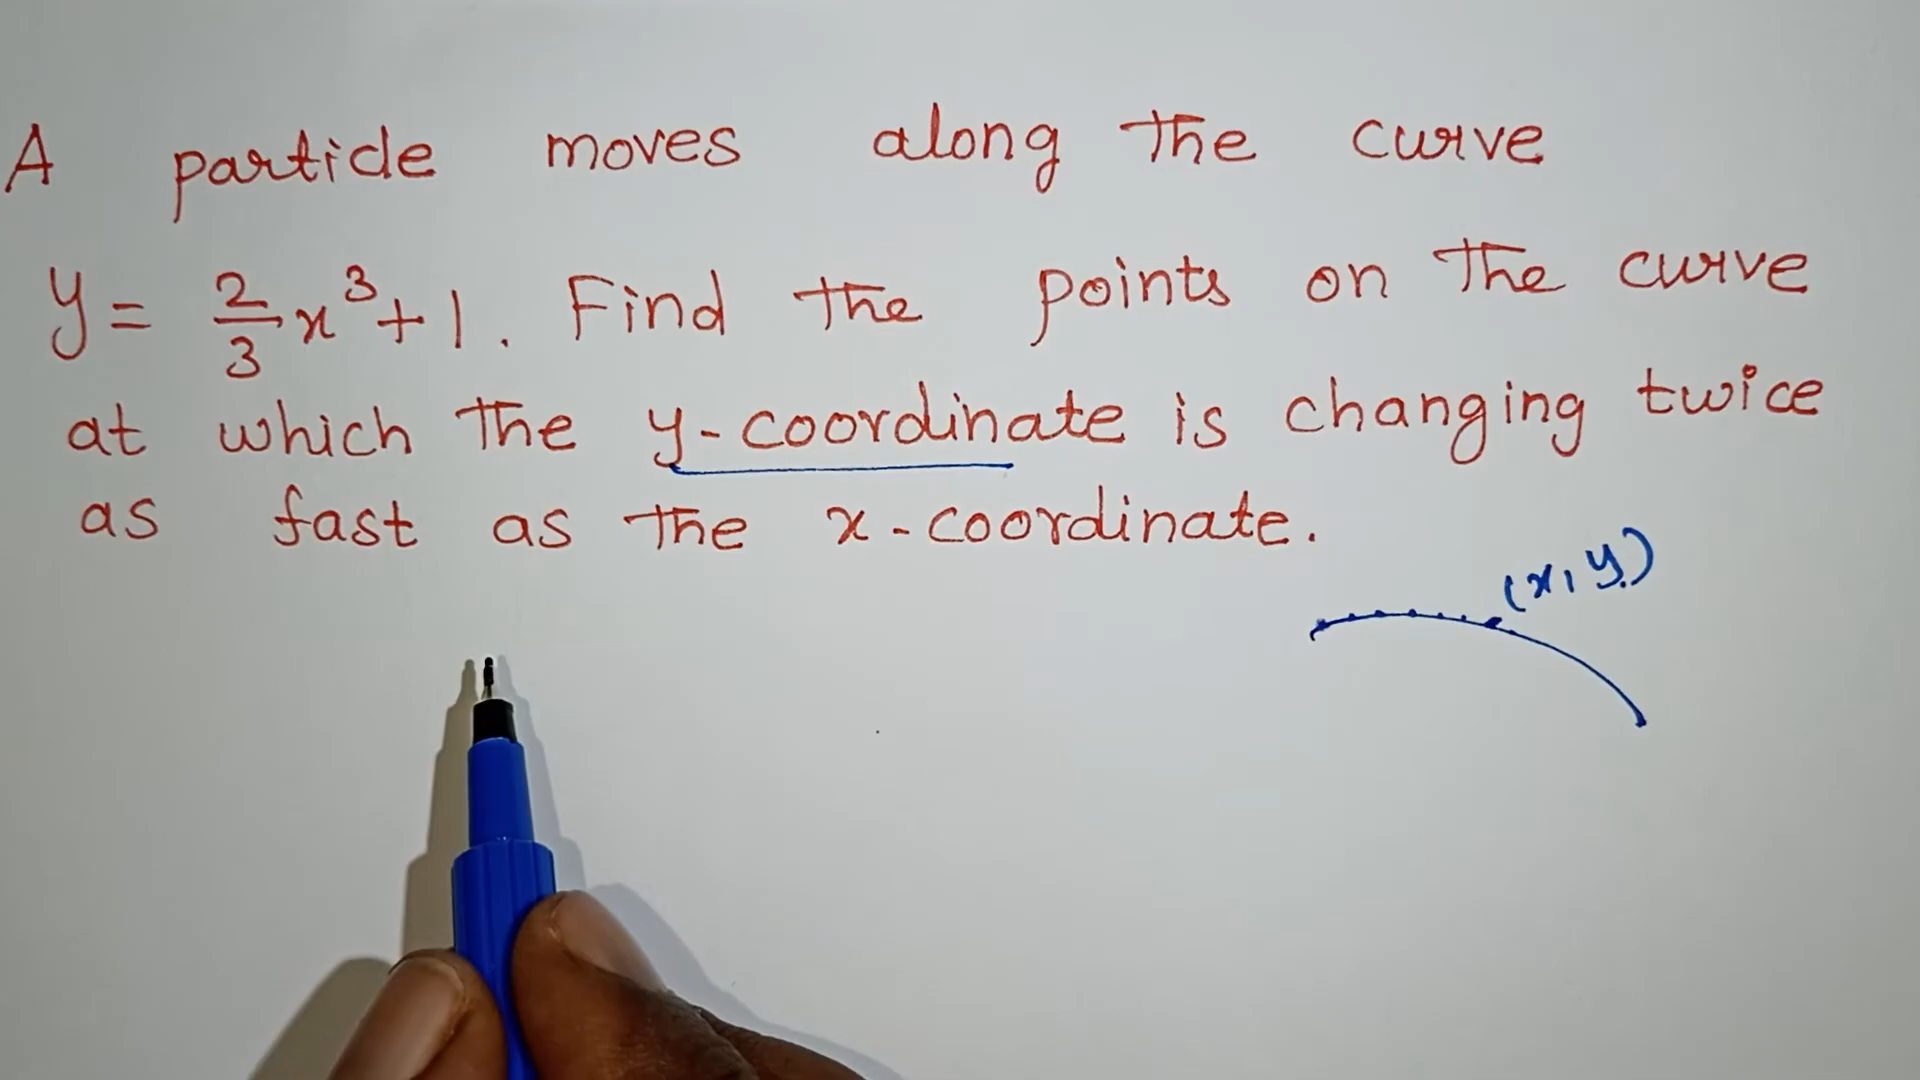 A particle moves along the curve
y = 2/3 x³ + 1. Find the points on the curve
at which the y-coordinate is changing twice
as fast as the x-coordinate.
(x, y)